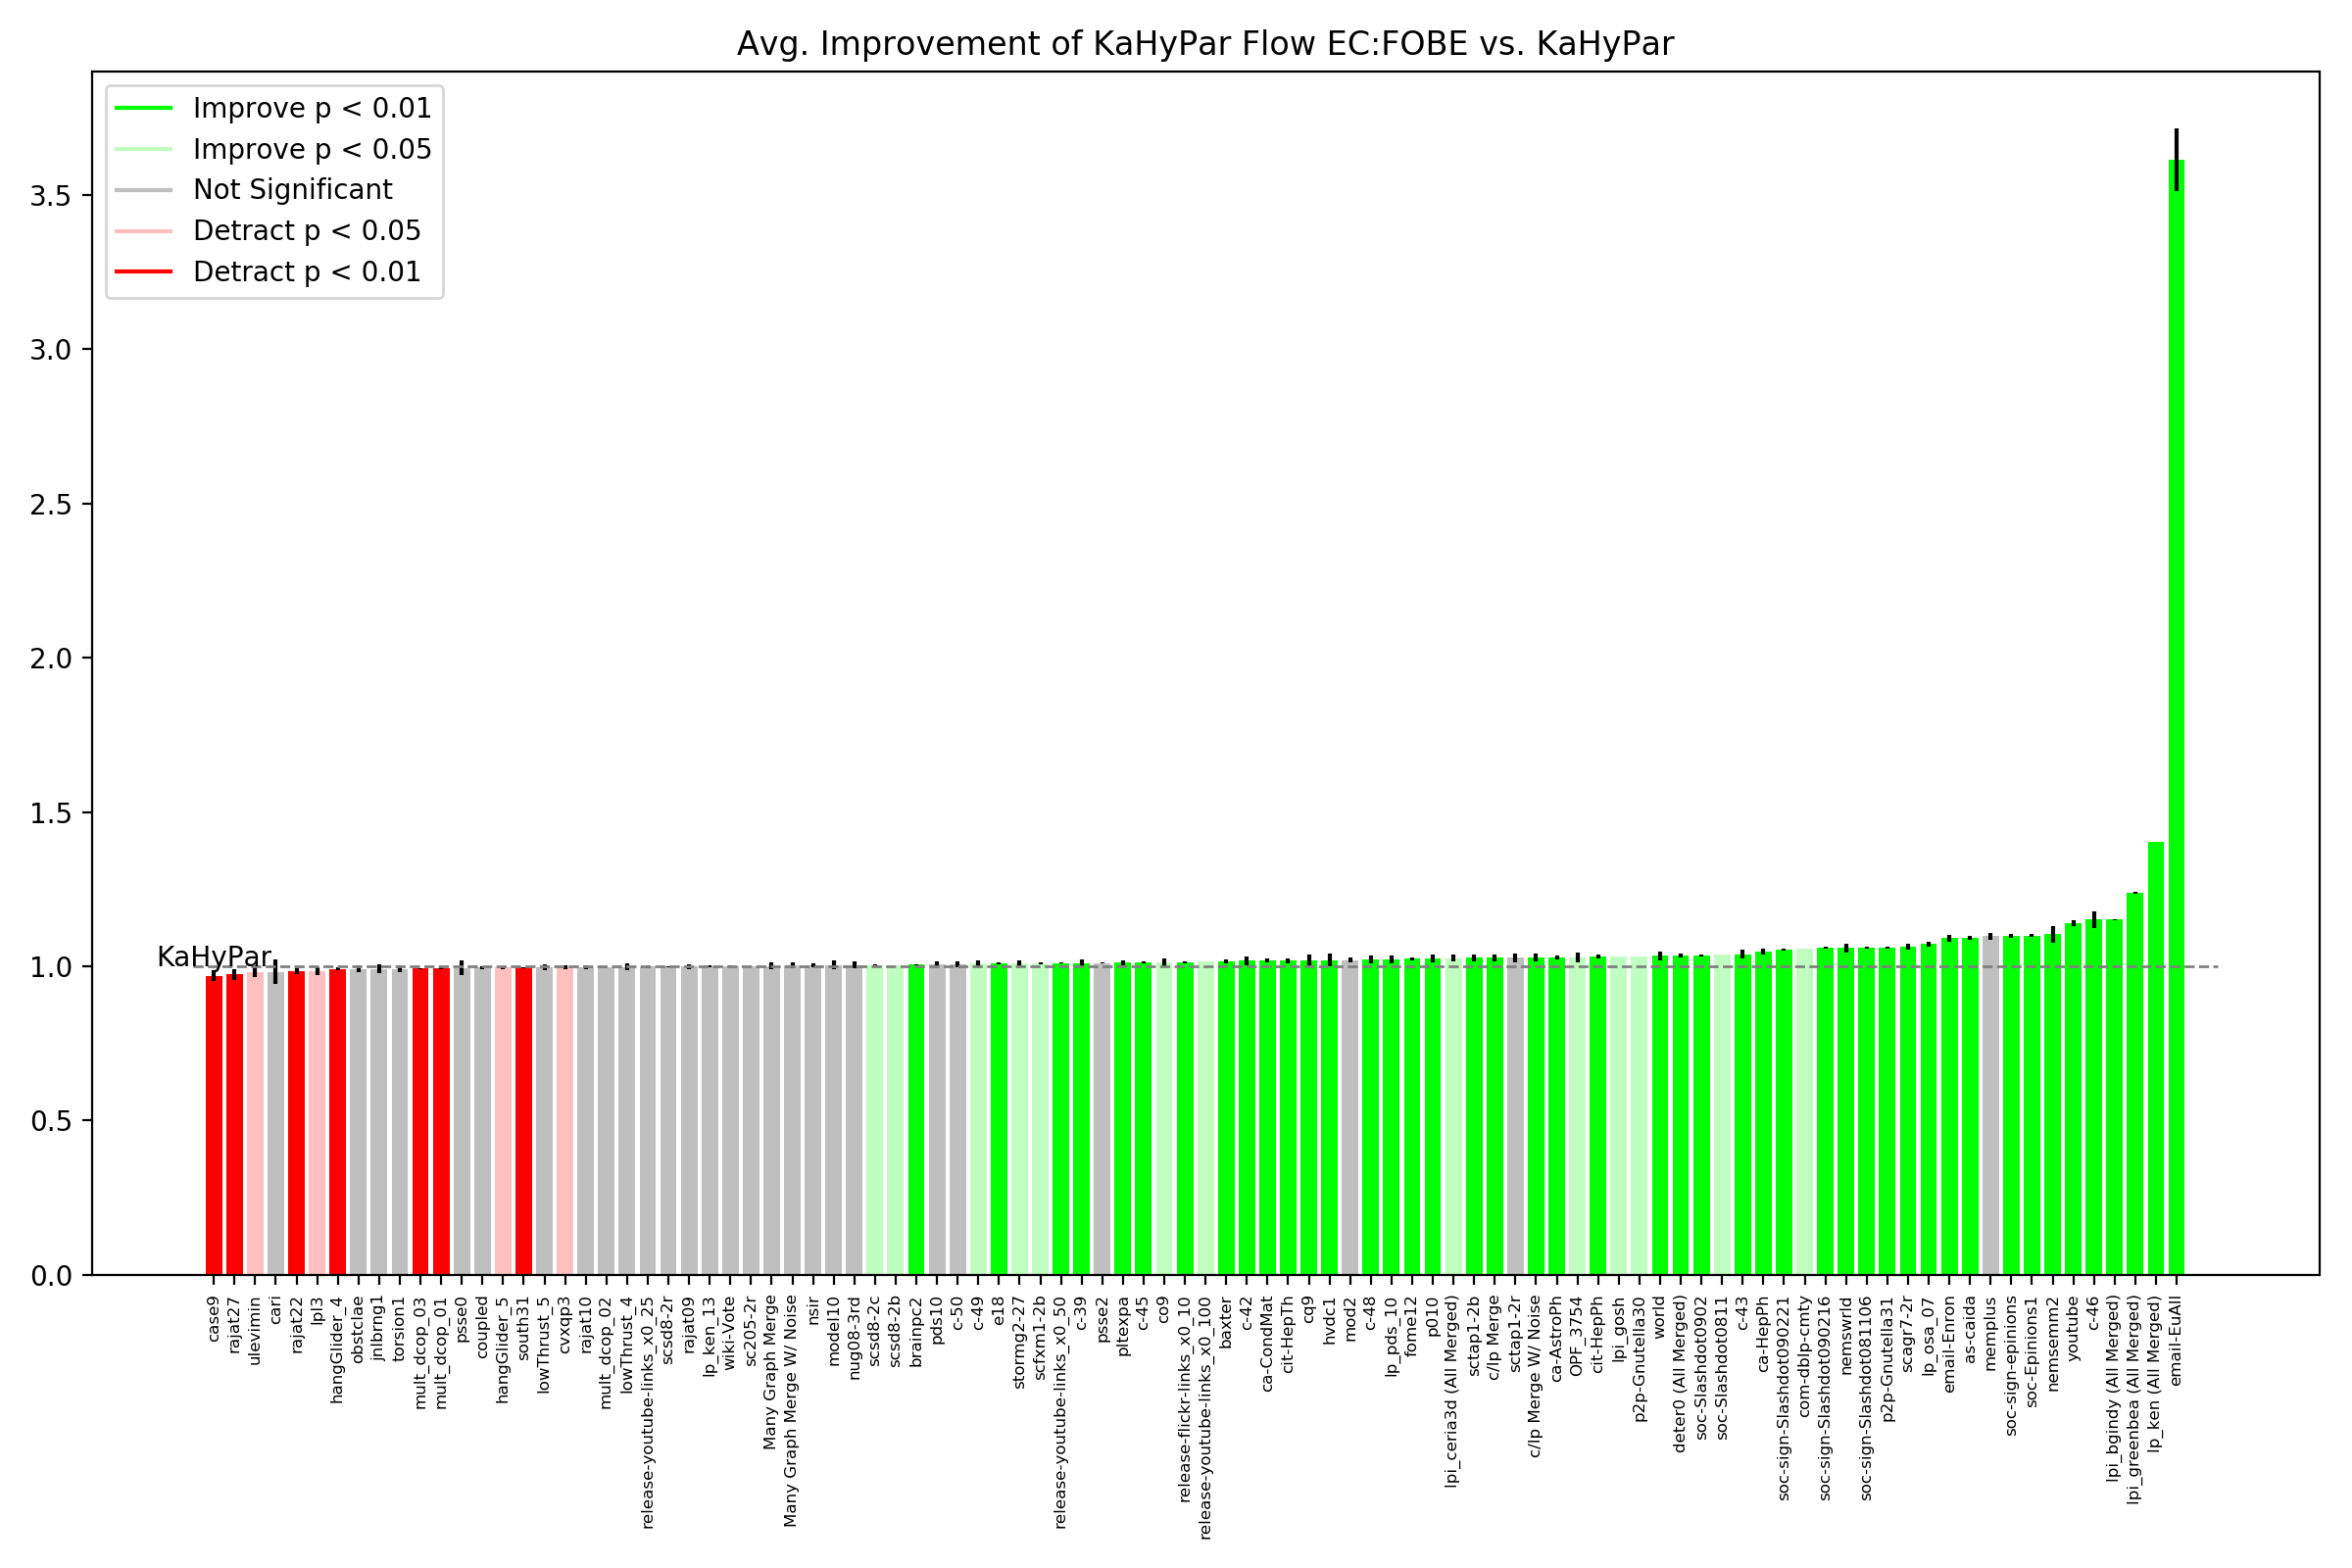 Avg. Improvement of KaHyPar Flow EC:FOBE vs. KaHyPar
Improve p < 0.01
Improve p < 0.05
Not Significant
Detract p < 0.05
Detract p < 0.01
3.5
3.0
2.5
2.0
1.5
1.0
0.5
0.0
KaHyPar
case9
rajat27
ulevimin
cari
rajat22
lpl3
hangGlider_4
obstclae
jnlbrng1
torsion1
mult_dcop_03
mult_dcop_01
psse0
coupled
hangGlider_5
south31
lowThrust_5
cvxqp3
rajat10
mult_dcop_02
lowThrust_4
release-youtube-links_x0_25
scsd8-2r
rajat09
lp_ken_13
wiki-Vote
sc205-2r
Many Graph Merge
Many Graph Merge W/ Noise
nsir
model10
nug08-3rd
scsd8-2c
scsd8-2b
brainpc2
pds10
c-50
c-49
e18
stormg2-27
scfxm1-2b
release-youtube-links_x0_50
c-39
psse2
pltexpa
c-45
co9
release-flickr-links_x0_10
release-youtube-links_x0_100
baxter
c-42
ca-CondMat
cit-HepTh
cq9
hvdc1
mod2
c-48
lp_pds_10
fome12
p010
lpi_ceria3d (All Merged)
sctap1-2b
c/lp Merge
sctap1-2r
c/lp Merge W/ Noise
ca-AstroPh
OPF_3754
cit-HepPh
lpi_gosh
p2p-Gnutella30
world
deter0 (All Merged)
soc-Slashdot0902
soc-Slashdot0811
c-43
ca-HepPh
soc-sign-Slashdot090221
com-dblp-cmty
soc-sign-Slashdot090216
nemswrld
soc-sign-Slashdot081106
p2p-Gnutella31
scagr7-2r
lp_osa_07
email-Enron
as-caida
memplus
soc-sign-epinions
soc-Epinions1
nemsemm2
youtube
c-46
lpi_bgindy (All Merged)
lpi_greenbea (All Merged)
lp_ken (All Merged)
email-EuAll